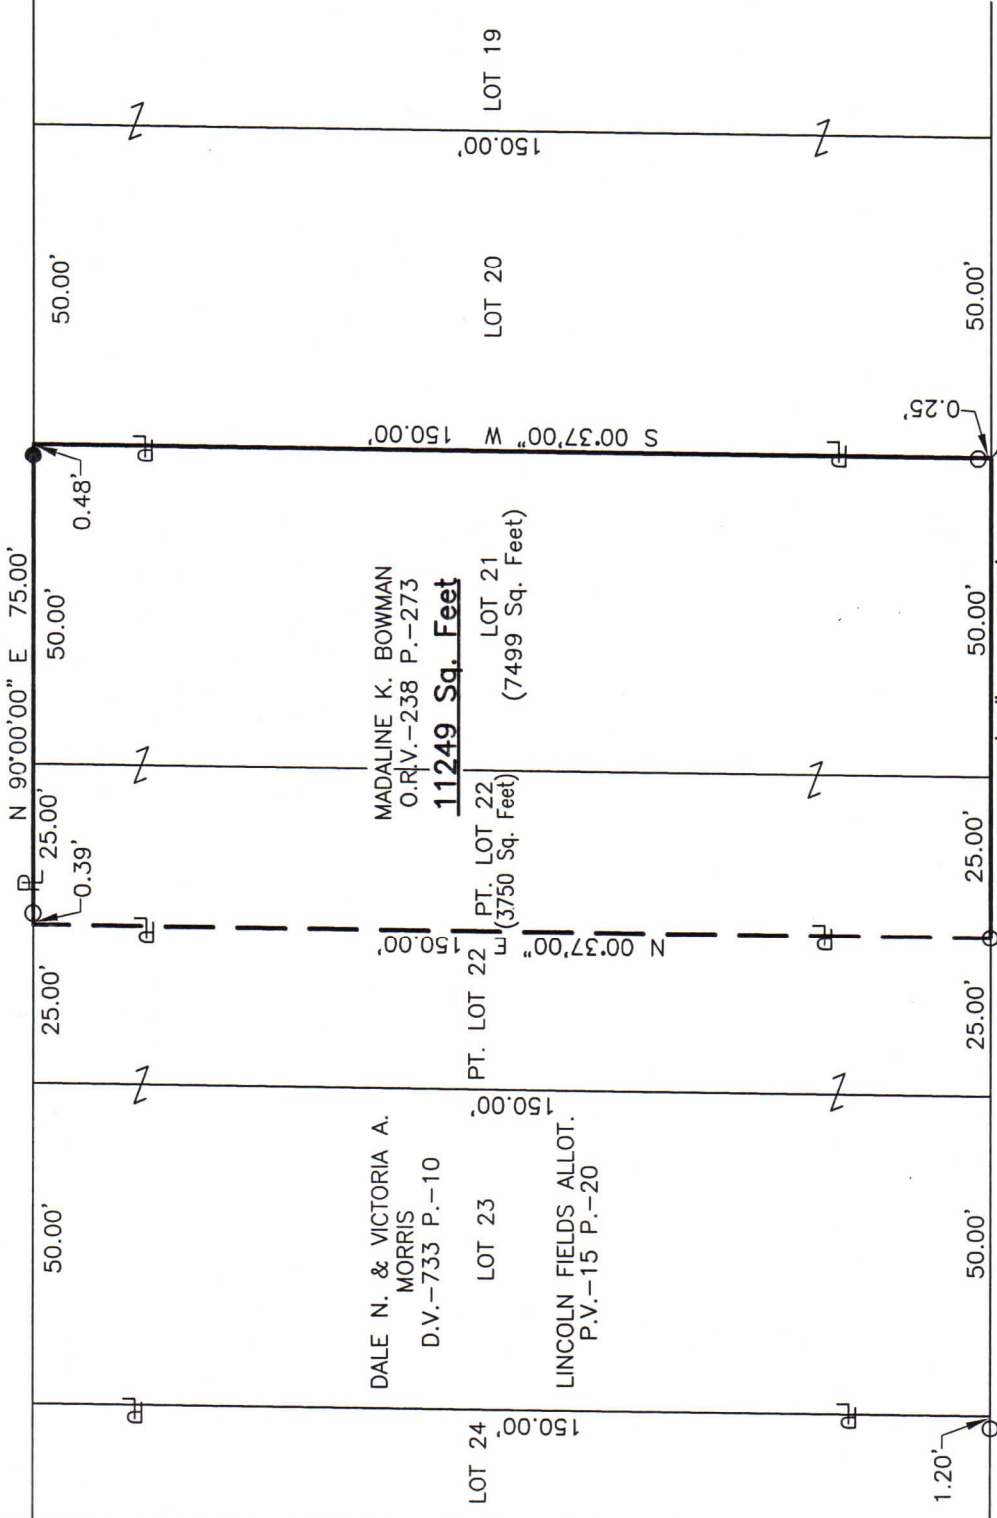 N 90°00'00" E 75.00'
50.00'
25.00'
25.00'
50.00'
50.00'
0.39'
0.48'
LOT 24
150.00'
DALE N. & VICTORIA A.
MORRIS
D.V.-733 P.-10
LOT 23
LINCOLN FIELDS ALLOT.
P.V.-15 P.-20
150.00'
PT. LOT 22
N 00°37'00" E 150.00'
PT. LOT 22
(3750 Sq. Feet)
MADALINE K. BOWMAN
O.R.V.-238 P.-273
11249 Sq. Feet
LOT 21
(7499 Sq. Feet)
S 00°37'00" W 150.00'
LOT 20
150.00'
LOT 19
1.20'
50.00'
25.00'
25.00'
50.00'
0.25'
50.00'